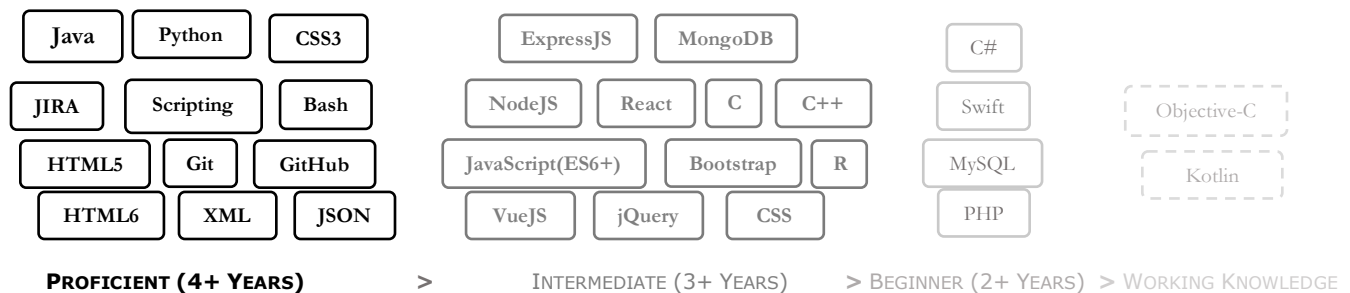 Java Python CSS3 ExpressJS MongoDB C#
JIRA Scripting Bash NodeJS React C C++ Swift Objective-C
HTML5 Git GitHub JavaScript(ES6+) Bootstrap R MySQL Kotlin
HTML6 XML JSON VueJS jQuery CSS PHP
PROFICIENT (4+ YEARS) > INTERMEDIATE (3+ YEARS) > BEGINNER (2+ YEARS) > WORKING KNOWLEDGE